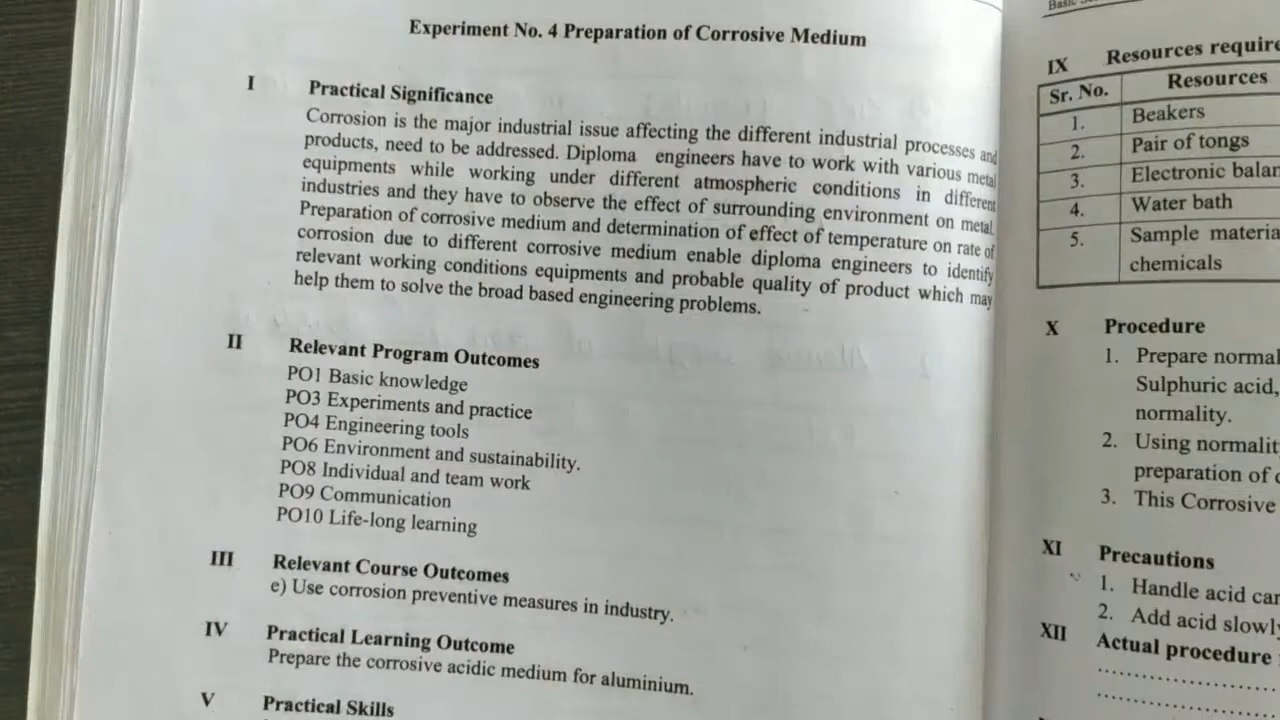 Experiment No. 4 Preparation of Corrosive Medium
I Practical Significance
Corrosion is the major industrial issue affecting the different industrial processes and
products, need to be addressed. Diploma engineers have to work with various metal
equipments while working under different atmospheric conditions in different
industries and they have to observe the effect of surrounding environment on metal.
Preparation of corrosive medium and determination of effect of temperature on rate of
corrosion due to different corrosive medium enable diploma engineers to identify
relevant working conditions equipments and probable quality of product which may
help them to solve the broad based engineering problems.
II Relevant Program Outcomes
PO1 Basic knowledge
PO3 Experiments and practice
PO4 Engineering tools
PO6 Environment and sustainability.
PO8 Individual and team work
PO9 Communication
PO10 Life-long learning
III Relevant Course Outcomes
e) Use corrosion preventive measures in industry.
IV Practical Learning Outcome
Prepare the corrosive acidic medium for aluminium.
V Practical Skills
Basic
IX Resources require
Sr. No. Resources
1. Beakers
2. Pair of tongs
3. Electronic balan
4. Water bath
5. Sample materia
chemicals
X Procedure
1. Prepare normal
Sulphuric acid,
normality.
2. Using normalit
preparation of c
3. This Corrosive
XI Precautions
1. Handle acid car
2. Add acid slowly
XII Actual procedure